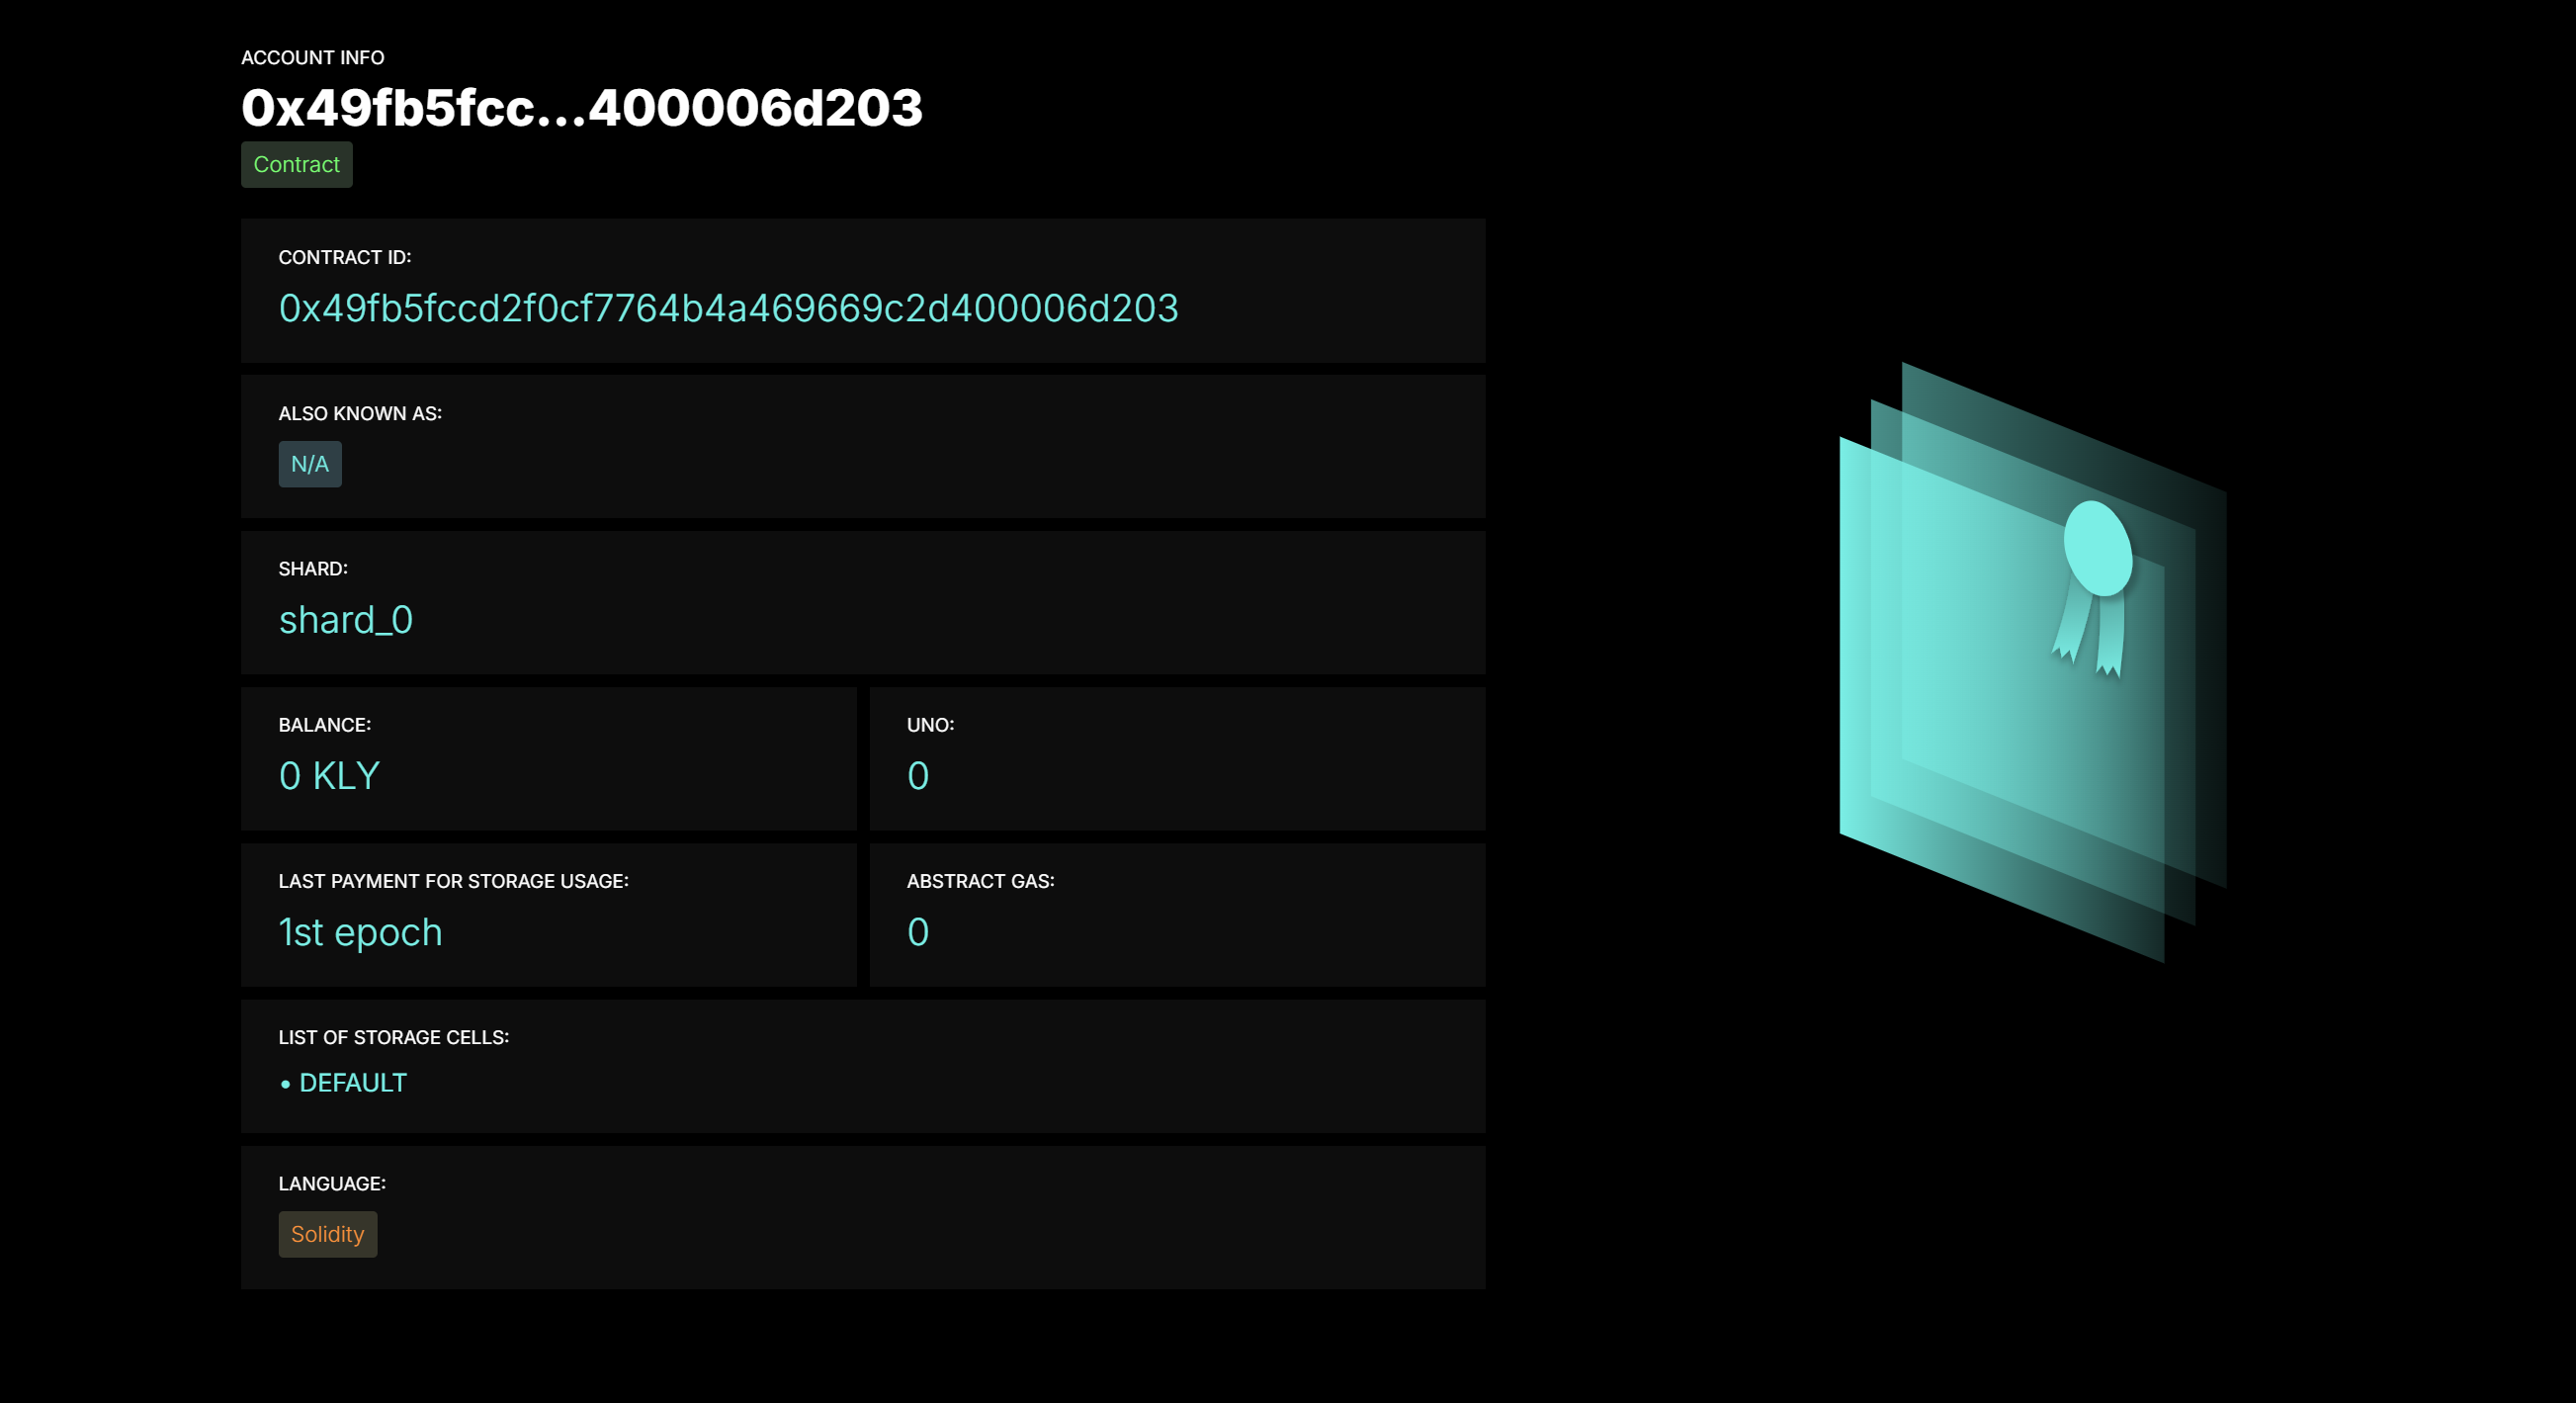 ACCOUNT INFO
0x49fb5fcc...400006d203
Contract
CONTRACT ID:
0x49fb5fccd2f0cf7764b4a469669c2d400006d203
ALSO KNOWN AS:
N/A
SHARD:
shard_0
BALANCE:
0 KLY
UNO:
0
LAST PAYMENT FOR STORAGE USAGE:
1st epoch
ABSTRACT GAS:
0
LIST OF STORAGE CELLS:
• DEFAULT
LANGUAGE:
Solidity